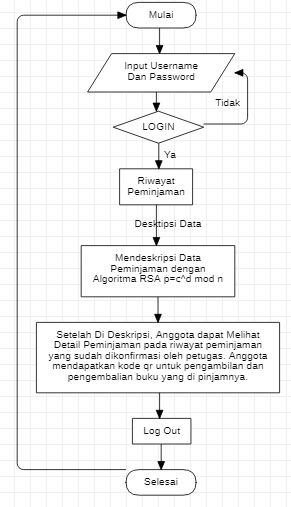 Mulai
Input Username
Dan Password
Tidak
LOGIN
Ya
Riwayat
Peminjaman
Desktipsi Data
Mendeskripsi Data
Peminjaman dengan
Algoritma RSA p=c^d mod n
Setelah Di Deskripsi, Anggota dapat Melihat
Detail Peminjaman pada riwayat peminjaman
yang sudah dikonfirmasi oleh petugas. Anggota
mendapatkan kode qr untuk pengambilan dan
pengembalian buku yang di pinjamnya.
Log Out
Selesai